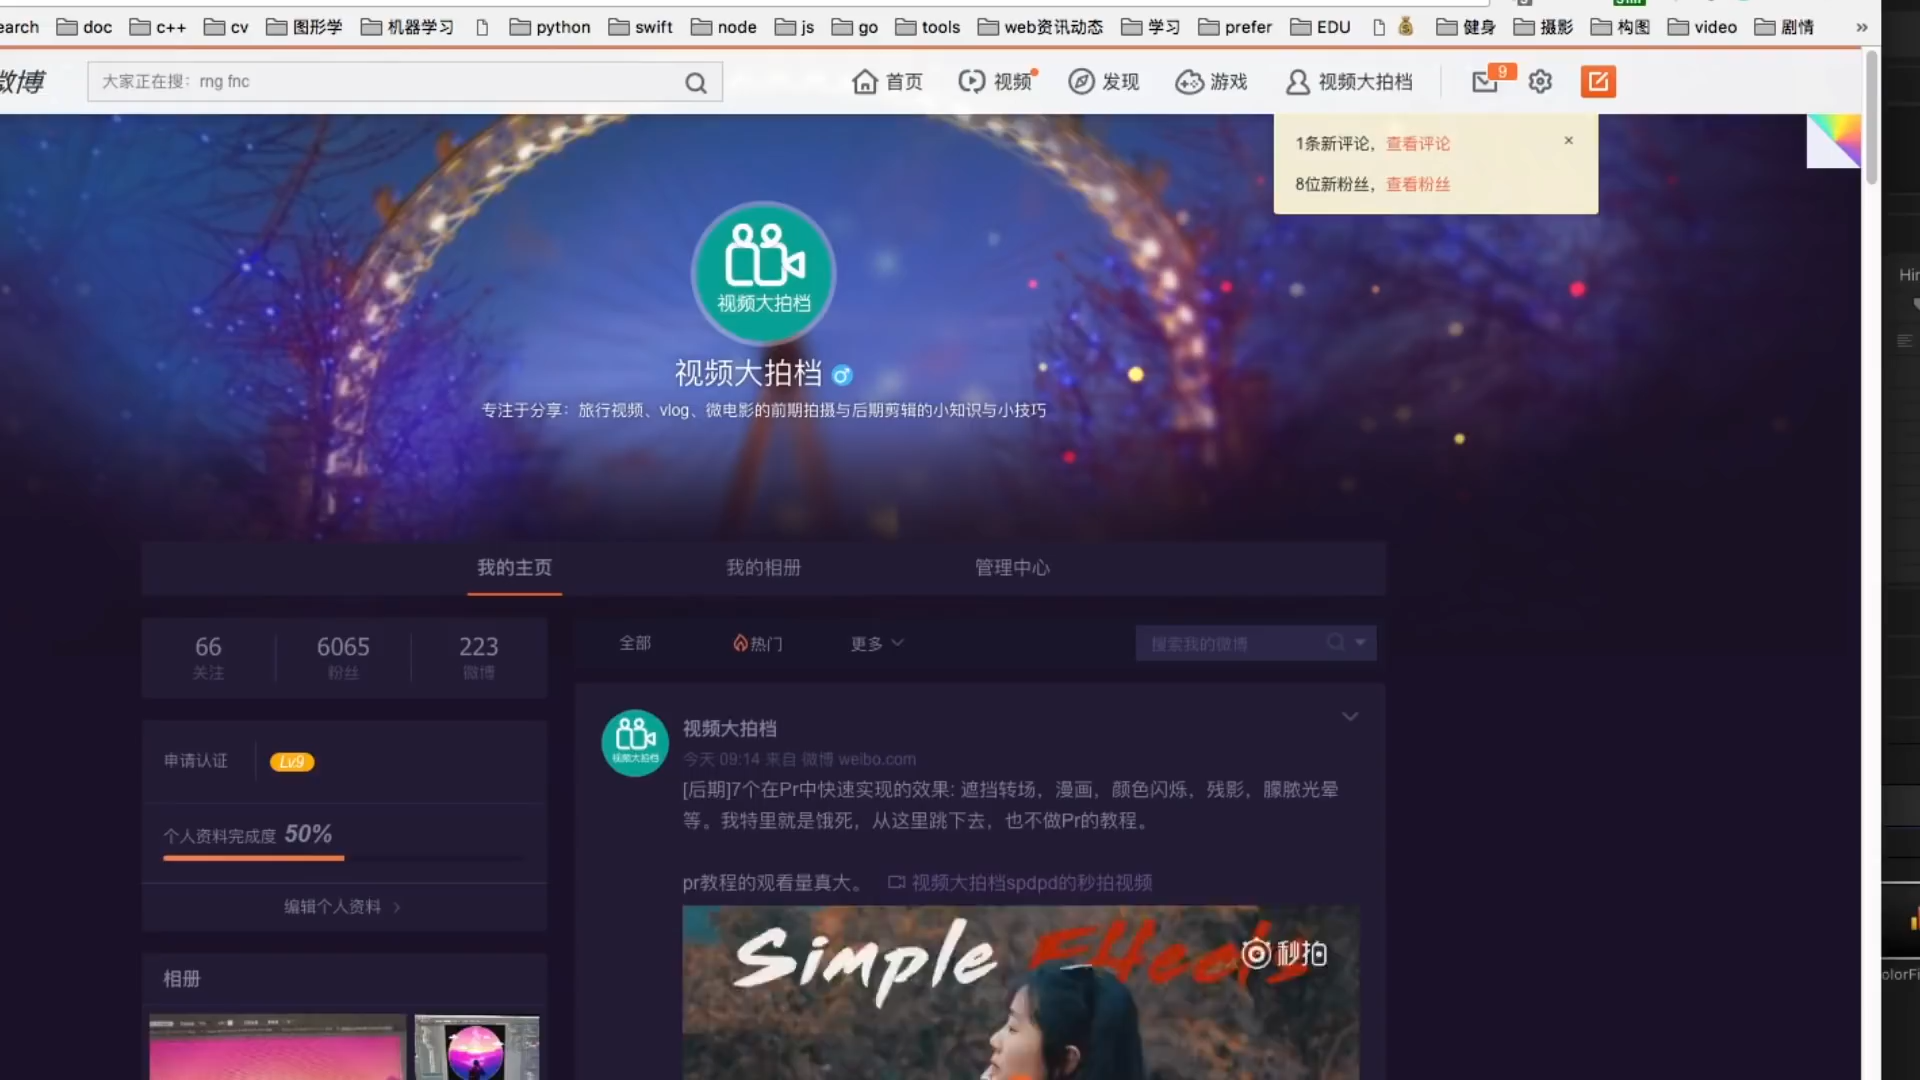 earch doc c++ cv 图形学 机器学习 python swift node js go tools web资讯动态 学习 prefer EDU 健身 摄影 构图 video 剧情 »
微博 大家正在搜：rng fnc 首页 视频 发现 游戏 视频大拍档 9
1条新评论，查看评论 ×
8位新粉丝，查看粉丝
视频大拍档
视频大拍档
专注于分享：旅行视频、vlog、微电影的前期拍摄与后期剪辑的小知识与小技巧
我的主页 我的相册 管理中心
66 6065 223
关注 粉丝 微博
全部 热门 更多 搜索我的微博
申请认证 Lv9
个人资料完成度 50%
编辑个人资料 >
相册
视频大拍档
视频大拍档
今天 09:14 来自 微博 weibo.com
[后期]7个在Pr中快速实现的效果: 遮挡转场，漫画，颜色闪烁，残影，朦脓光晕
等。我特里就是饿死，从这里跳下去，也不做Pr的教程。
pr教程的观看量真大。 视频大拍档spdpd的秒拍视频
Simple Effects 秒拍
Hir
olorFi